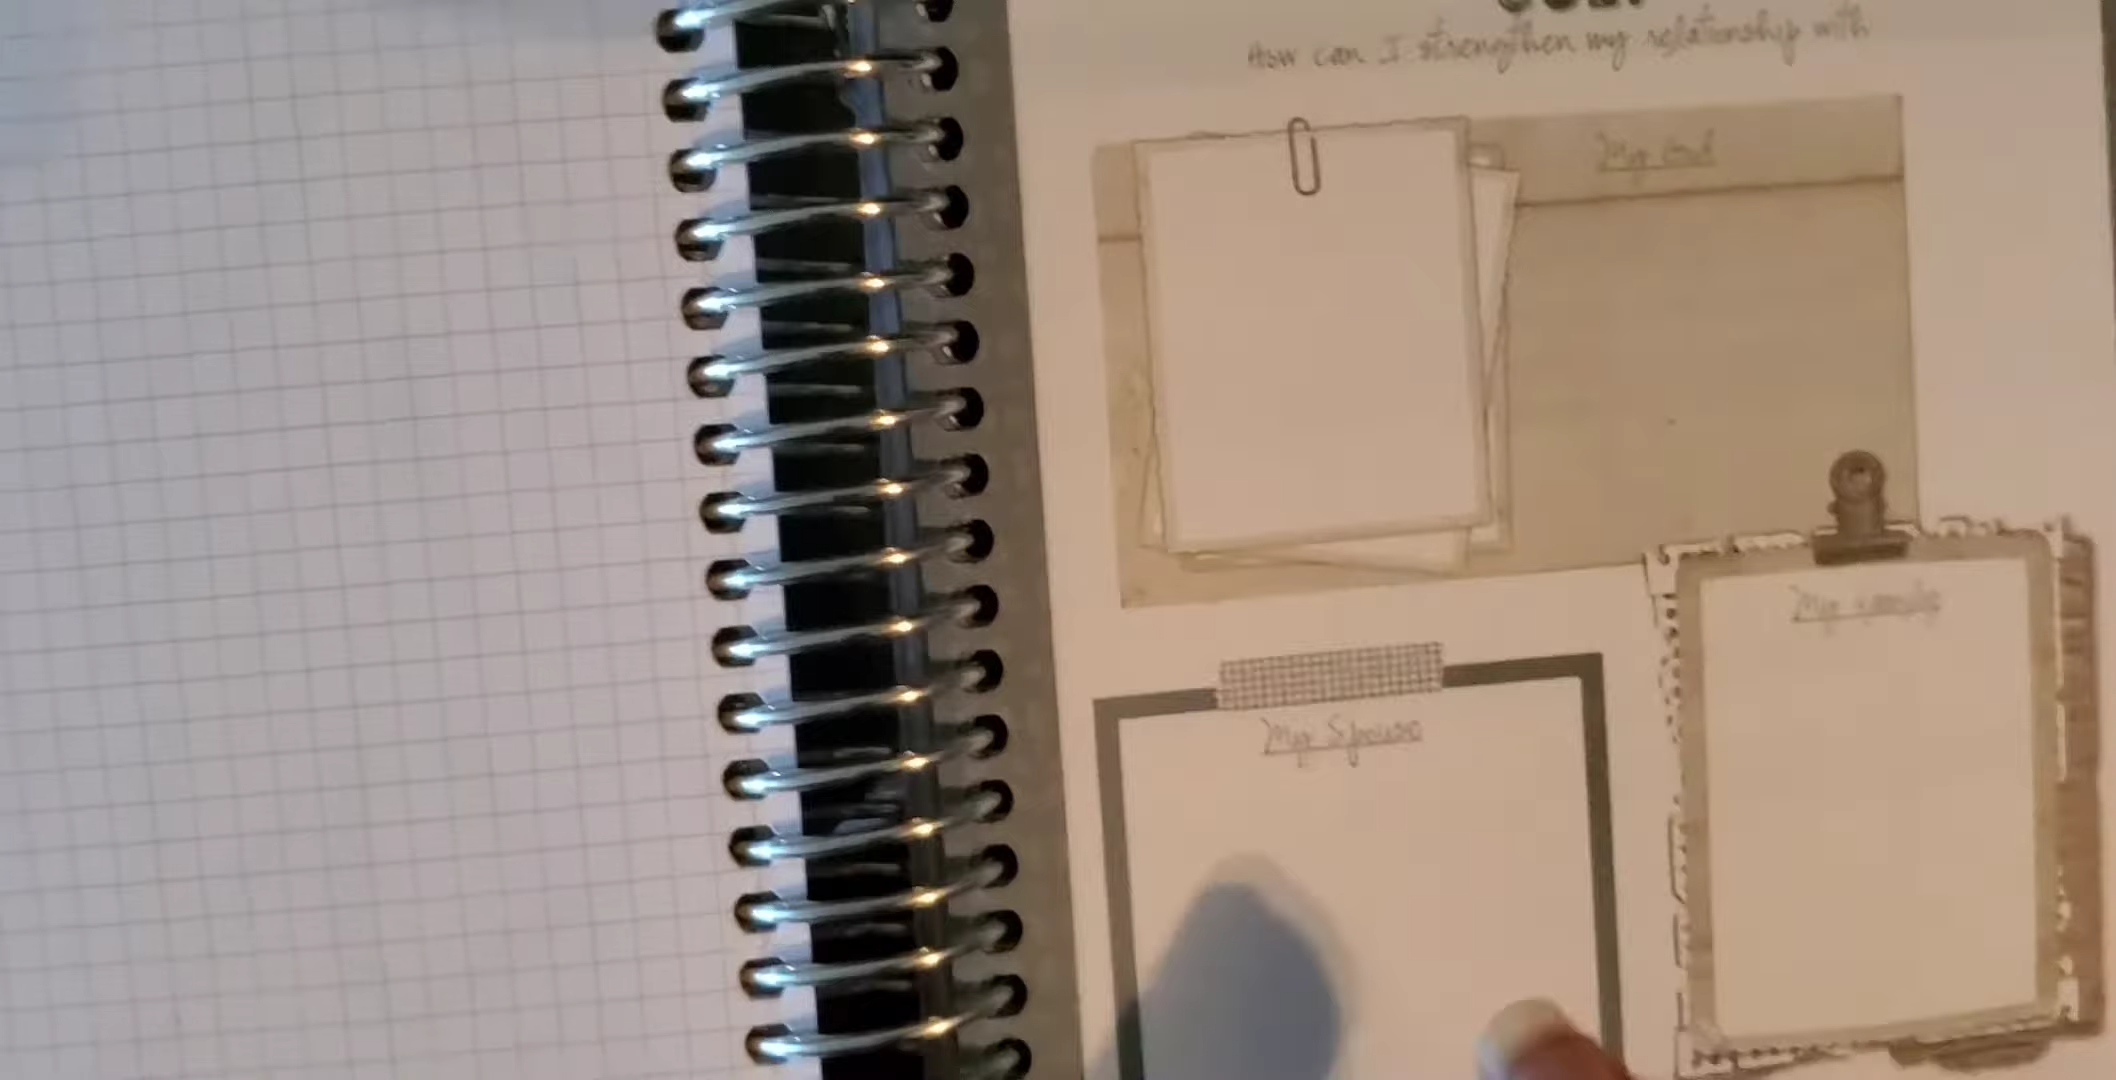 How can I strengthen my relationship with
My God
My Spouse
My Family